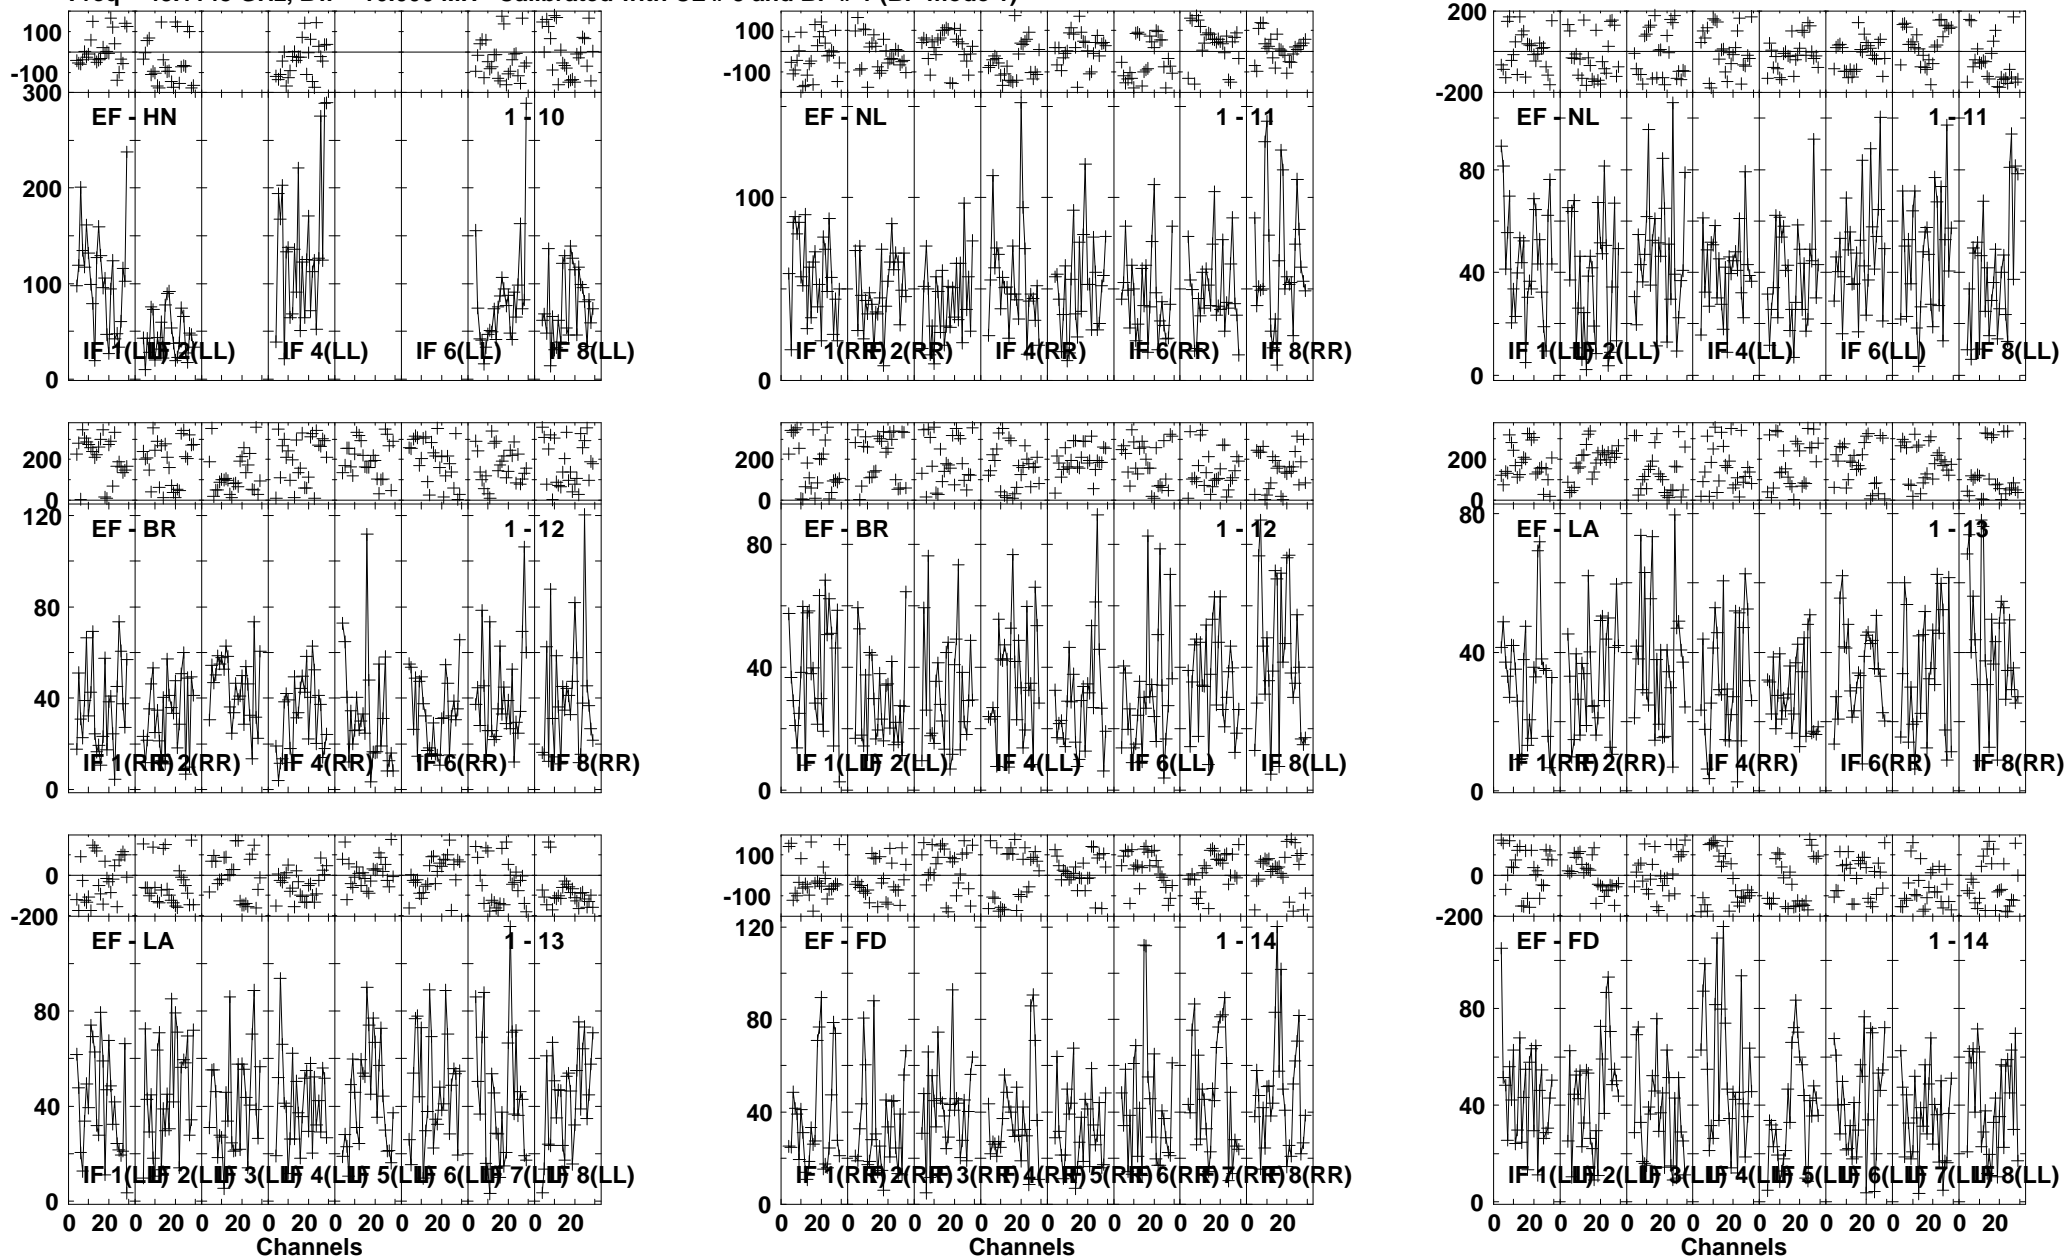 100
-100
300
EF - HN
1 - 10
200
100
0
IF 1(LL)
IF 2(LL)
IF 4(LL)
IF 6(LL)
IF 8(LL)
100
-100
EF - NL
1 - 11
100
0
IF 1(RR)
IF 2(RR)
IF 4(RR)
IF 6(RR)
IF 8(RR)
200
0
-200
EF - NL
1 - 11
80
40
0
IF 1(LL)
IF 2(LL)
IF 4(LL)
IF 6(LL)
IF 8(LL)
200
0
120
EF - BR
1 - 12
80
40
0
IF 1(RR)
IF 2(RR)
IF 4(RR)
IF 6(RR)
IF 8(RR)
200
0
EF - BR
1 - 12
80
40
0
IF 1(LL)
IF 2(LL)
IF 4(LL)
IF 6(LL)
IF 8(LL)
200
0
80
EF - LA
1 - 13
40
0
IF 1(RR)
IF 2(RR)
IF 4(RR)
IF 6(RR)
IF 8(RR)
0
-200
EF - LA
1 - 13
80
40
0
IF 1(LL)
IF 2(LL)
IF 3(LL)
IF 4(LL)
IF 5(LL)
IF 6(LL)
IF 7(LL)
IF 8(LL)
0 20 0 20 0 20 0 20 0 20 0 20 0 20 0 20
Channels
100
-100
120
EF - FD
1 - 14
80
40
0
IF 1(RR)
IF 2(RR)
IF 3(RR)
IF 4(RR)
IF 5(RR)
IF 6(RR)
IF 7(RR)
IF 8(RR)
0 20 0 20 0 20 0 20 0 20 0 20 0 20 0 20
0
-200
EF - FD
1 - 14
80
40
0
IF 1(LL)
IF 2(LL)
IF 3(LL)
IF 4(LL)
IF 5(LL)
IF 6(LL)
IF 7(LL)
IF 8(LL)
0 20 0 20 0 20 0 20 0 20 0 20 0 20 0 20
Channels